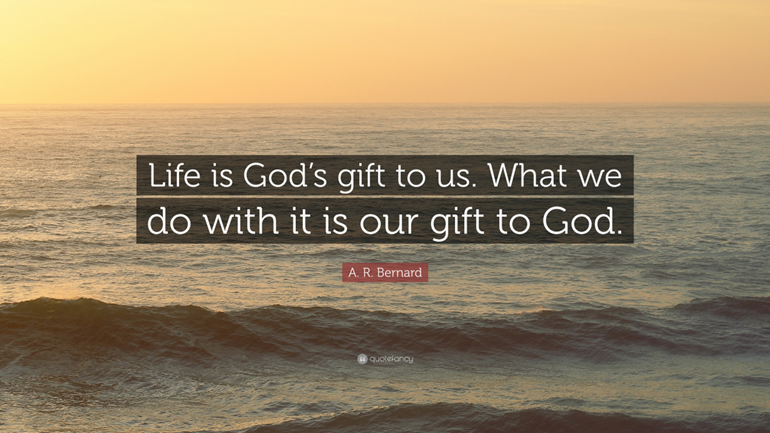 Life is God’s gift to us. What we
do with it is our gift to God.
A. R. Bernard
quotefancy